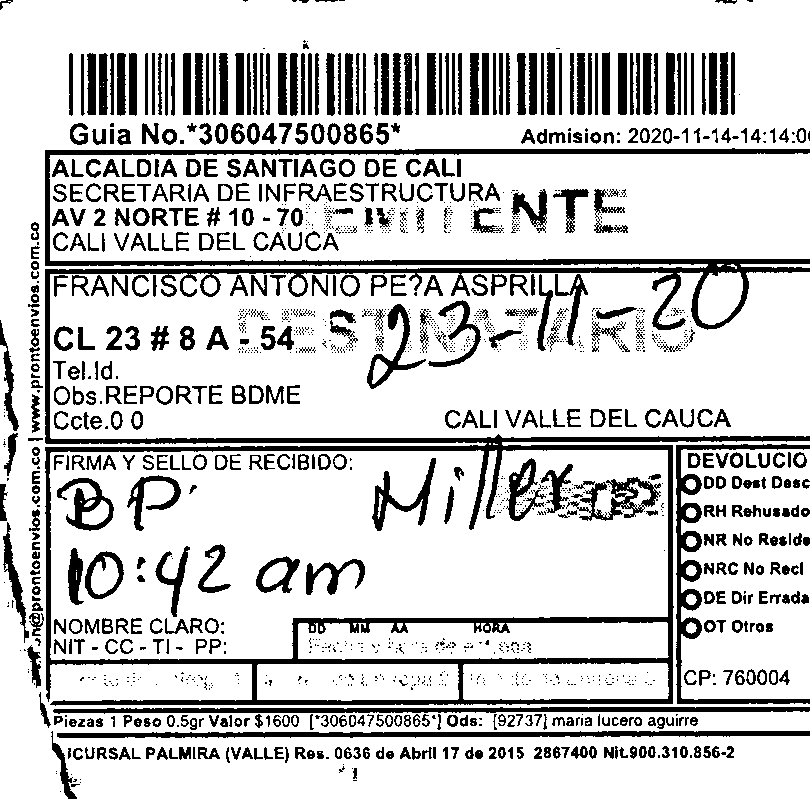 Guia No.*306047500865*
Admision: 2020-11-14-14:14:0
ALCALDIA DE SANTIAGO DE CALI
SECRETARIA DE INFRAESTRUCTURA
AV 2 NORTE # 10 - 70
REMITENTE
CALI VALLE DEL CAUCA
FRANCISCO ANTONIO PE?A ASPRILLA
23-11-20
DESTINATARIO
CL 23 # 8 A - 54
Tel.Id.
Obs.REPORTE BDME
Ccte.0 0
CALI VALLE DEL CAUCA
www.prontoenvios.com.co
@prontoenvios.com.co
FIRMA Y SELLO DE RECIBIDO:
BP
Miller
10:42 am
NOMBRE CLARO:
NIT - CC - TI - PP:
DD MM AA HORA
DEVOLUCIO
DD Dest Desc
RH Rehusado
NR No Reside
NRC No Recl
DE Dir Errada
OT Otros
CP: 760004
Piezas 1 Peso 0.5gr Valor $1600 [*306047500865*] Ods: [92737] maria lucero aguirre
UCURSAL PALMIRA (VALLE) Res. 0636 de Abril 17 de 2015 2867400 Nit.900.310.856-2